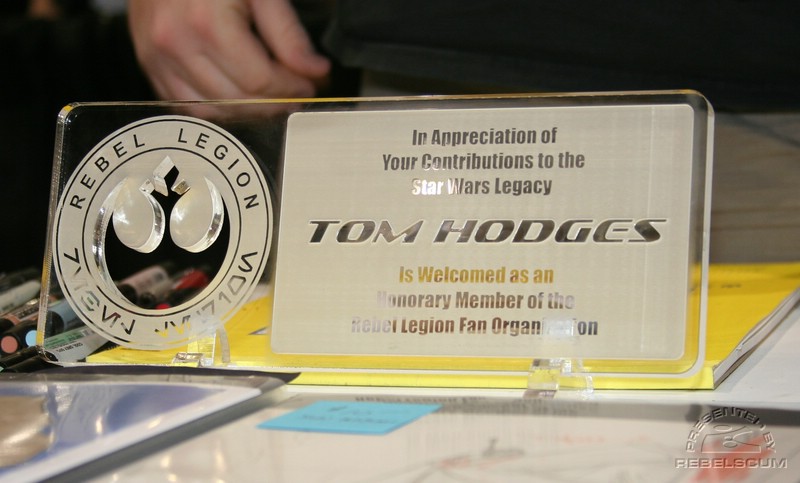 REBEL LEGION
In Appreciation of
Your Contributions to the
Star Wars Legacy
TOM HODGES
Is Welcomed as an
Honorary Member of the
Rebel Legion Fan Organization
PRESENTED BY
REBELSCUM